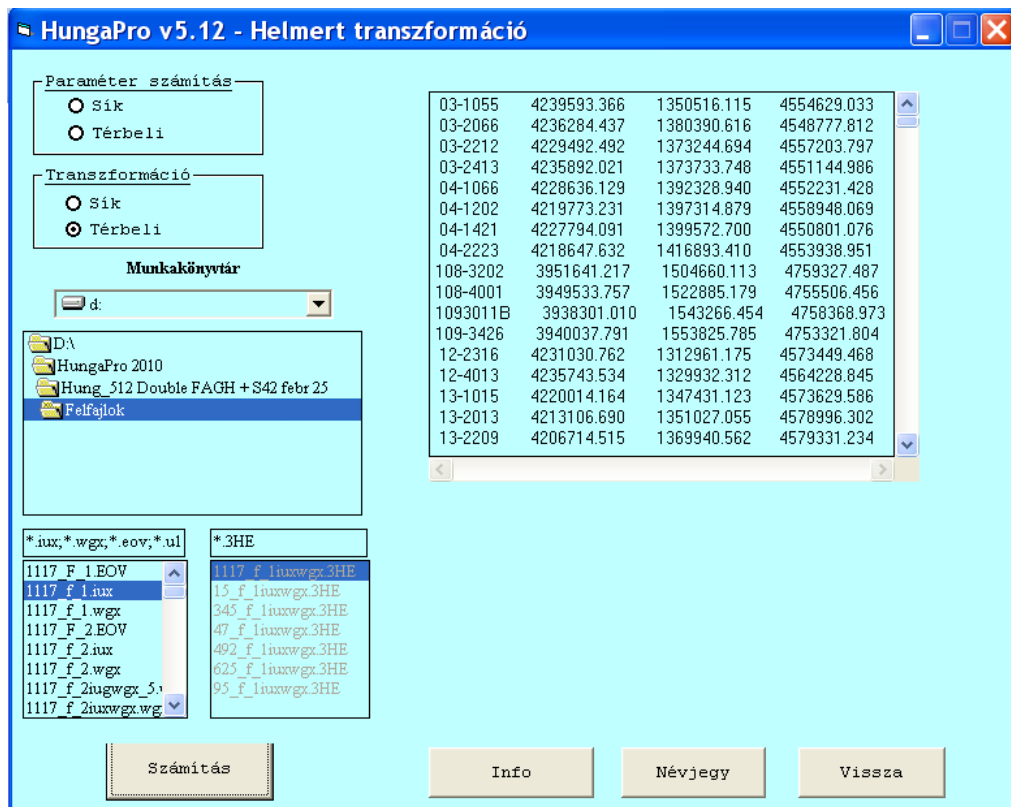 HungaPro v5.12 - Helmert transzformáció
Paraméter számítás
Sík
Térbeli
Transzformáció
Sík
Térbeli
Munkakönyvtár
d:
D:\
HungaPro 2010
Hung_512 Double FAGH + S42 febr 25
Felfajlok
*.iux;*.wgx;*.eov;*.ul
1117_F_1.EOV
1117_f_1.iux
1117_f_1.wgx
1117_F_2.EOV
1117_f_2.iux
1117_f_2.wgx
1117_f_2iugwgx_5.
1117_f_2iuxwgx.wg
*.3HE
1117_f_1iuxwgx.3HE
15_f_1iuxwgx.3HE
345_f_1iuxwgx.3HE
47_f_1iuxwgx.3HE
492_f_1iuxwgx.3HE
625_f_1iuxwgx.3HE
95_f_1iuxwgx.3HE
03-1055 4239593.366 1350516.115 4554629.033
03-2066 4236284.437 1380390.616 4548777.812
03-2212 4229492.492 1373244.694 4557203.797
03-2413 4235892.021 1373733.748 4551144.986
04-1066 4228636.129 1392328.940 4552231.428
04-1202 4219773.231 1397314.879 4558948.069
04-1421 4227794.091 1399572.700 4550801.076
04-2223 4218647.632 1416893.410 4553938.951
108-3202 3951641.217 1504660.113 4759327.487
108-4001 3949533.757 1522885.179 4755506.456
1093011B 3938301.010 1543266.454 4758368.973
109-3426 3940037.791 1553825.785 4753321.804
12-2316 4231030.762 1312961.175 4573449.468
12-4013 4235743.534 1329932.312 4564228.845
13-1015 4220014.164 1347431.123 4573629.586
13-2013 4213106.690 1351027.055 4578996.302
13-2209 4206714.515 1369940.562 4579331.234
Számítás
Info
Névjegy
Vissza